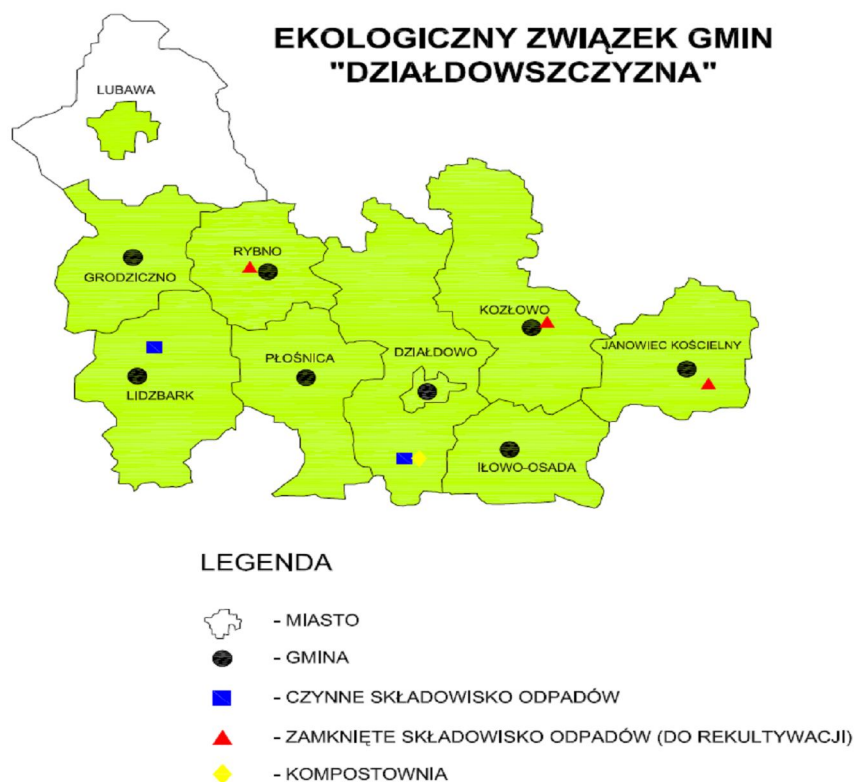 EKOLOGICZNY ZWIĄZEK GMIN
"DZIAŁDOWSZCZYZNA"
LUBAWA
RYBNO
GRODZICZNO
KOZŁOWO
JANOWIEC KOŚCIELNY
PŁOŚNICA
DZIAŁDOWO
LIDZBARK
IŁOWO-OSADA
LEGENDA
- MIASTO
- GMINA
- CZYNNE SKŁADOWISKO ODPADÓW
- ZAMKNIĘTE SKŁADOWISKO ODPADÓW (DO REKULTYWACJI)
- KOMPOSTOWNIA